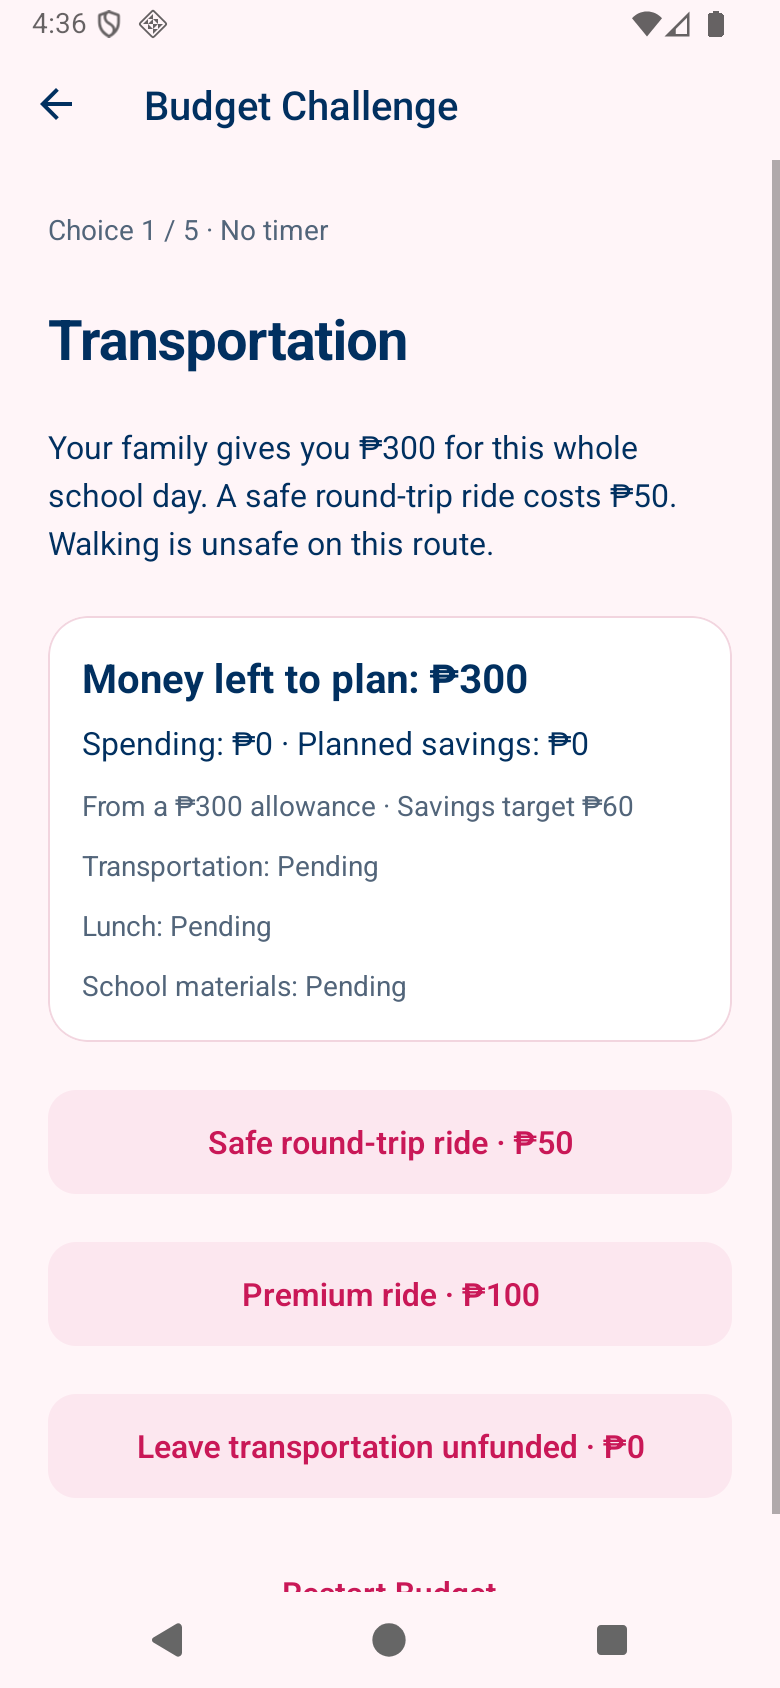 4:36
Budget Challenge
Choice 1 / 5 · No timer
Transportation
Your family gives you ₱300 for this whole
school day. A safe round-trip ride costs ₱50.
Walking is unsafe on this route.
Money left to plan: ₱300
Spending: ₱0 · Planned savings: ₱0
From a ₱300 allowance · Savings target ₱60
Transportation: Pending
Lunch: Pending
School materials: Pending
Safe round-trip ride · ₱50
Premium ride · ₱100
Leave transportation unfunded · ₱0
Restart Budget